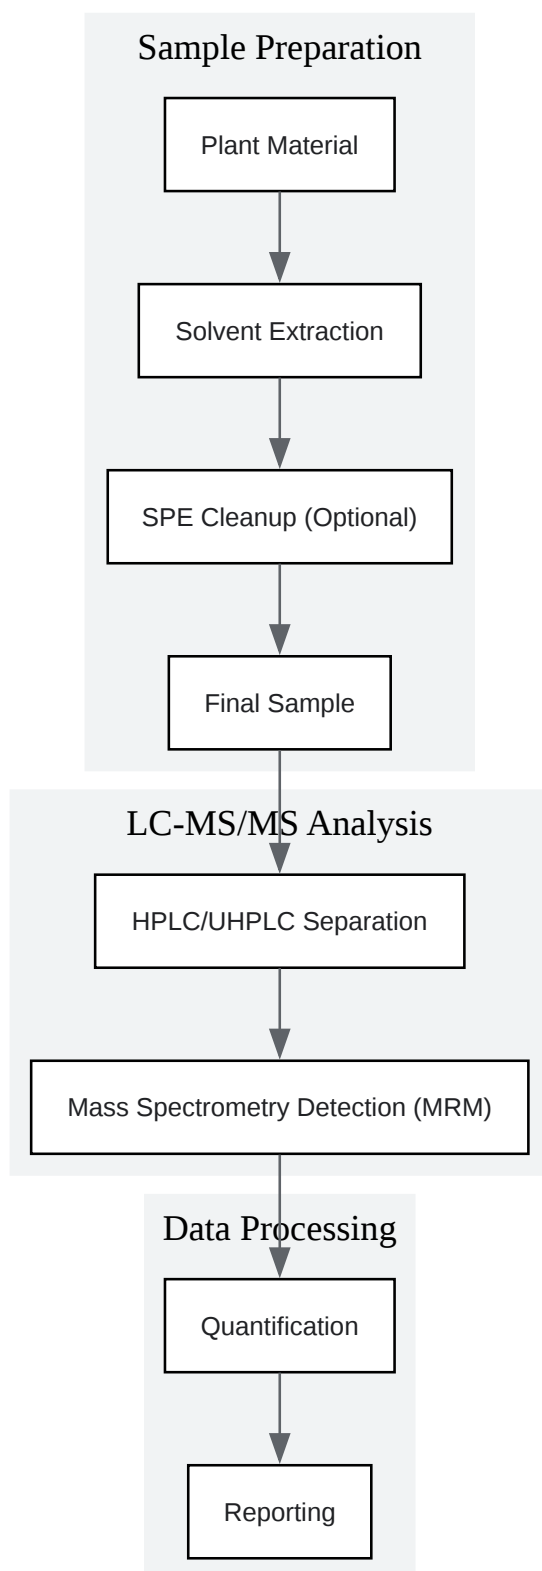 Sample Preparation
Plant Material
Solvent Extraction
SPE Cleanup (Optional)
Final Sample
LC-MS/MS Analysis
HPLC/UHPLC Separation
Mass Spectrometry Detection (MRM)
Data Processing
Quantification
Reporting